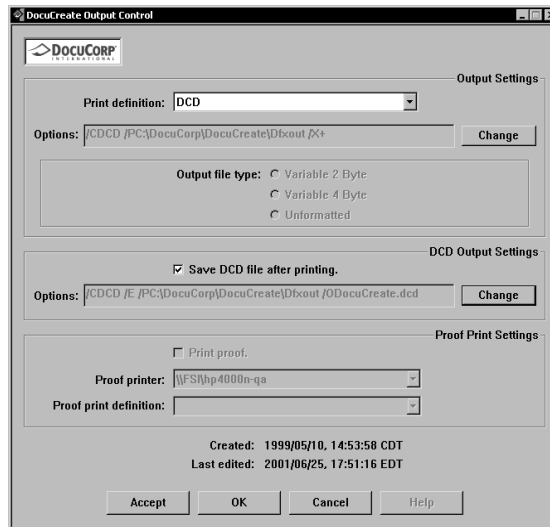 DocuCreate Output Control
DOCUCORP
INTERNATIONAL
Output Settings
Print definition: DCD
Options: /CDCD /PC:\DocuCorp\DocuCreate\Dfxout /X+ Change
Output file type: Variable 2 Byte
Variable 4 Byte
Unformatted
DCD Output Settings
Save DCD file after printing.
Options: /CDCD /E /PC:\DocuCorp\DocuCreate\Dfxout /ODocuCreate.dcd Change
Proof Print Settings
Print proof.
Proof printer: \\FSI\hp4000n-qa
Proof print definition:
Created: 1999/05/10, 14:53:58 CDT
Last edited: 2001/06/25, 17:51:16 EDT
Accept OK Cancel Help